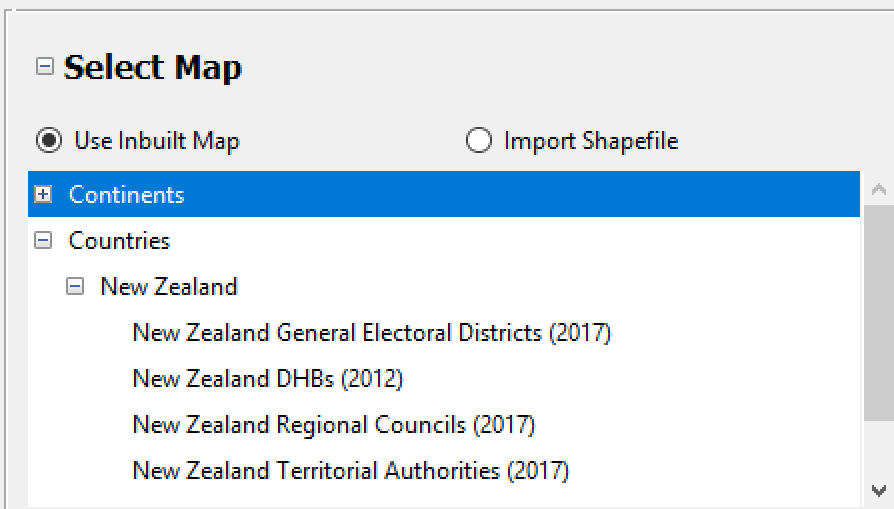 Select Map
Use Inbuilt Map
Import Shapefile
Continents
Countries
New Zealand
New Zealand General Electoral Districts (2017)
New Zealand DHBs (2012)
New Zealand Regional Councils (2017)
New Zealand Territorial Authorities (2017)